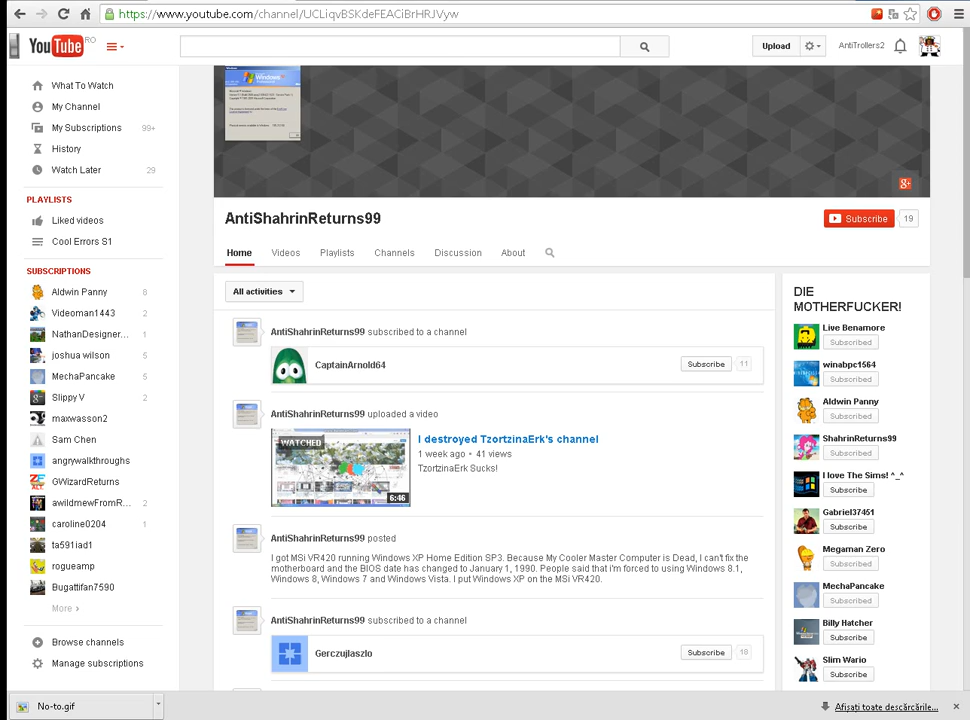 https://www.youtube.com/channel/UCLiqvBSKdeFEACiBrHRJVyw
YouTube RO
Upload
AntiTrollers2
What To Watch
My Channel
My Subscriptions 99+
History
Watch Later 29
PLAYLISTS
Liked videos
Cool Errors S1
SUBSCRIPTIONS
Aldwin Panny 8
Videoman1443 2
NathanDesigner... 1
joshua wilson 5
MechaPancake 5
Slippy V 2
maxwasson2
Sam Chen
angrywalkthroughs
GWizardReturns
awildmewFromR... 2
caroline0204 1
ta591iad1
rogueamp
Bugattifan7590
More ›
Browse channels
Manage subscriptions
AntiShahrinReturns99
Subscribe 19
Home Videos Playlists Channels Discussion About
All activities
AntiShahrinReturns99 subscribed to a channel
CaptainArnold64
Subscribe 11
AntiShahrinReturns99 uploaded a video
WATCHED
6:46
I destroyed TzortzinaErk's channel
1 week ago • 41 views
TzortzinaErk Sucks!
AntiShahrinReturns99 posted
I got MSi VR420 running Windows XP Home Edition SP3. Because My Cooler Master Computer is Dead, I can't fix the
motherboard and the BIOS date has changed to January 1, 1990. People said that i'm forced to using Windows 8.1,
Windows 8, Windows 7 and Windows Vista. I put Windows XP on the MSi VR420.
AntiShahrinReturns99 subscribed to a channel
Gerczujlaszlo
Subscribe 18
DIE
MOTHERFUCKER!
Live Benamore
Subscribed
winabpc1564
Subscribed
Aldwin Panny
Subscribed
ShahrinReturns99
Subscribed
I love The Sims! ^_^
Subscribe
Gabriel37451
Subscribe
Megaman Zero
Subscribed
MechaPancake
Subscribed
Billy Hatcher
Subscribe
Slim Wario
Subscribe
No-to.gif
Afișați toate descărcările...